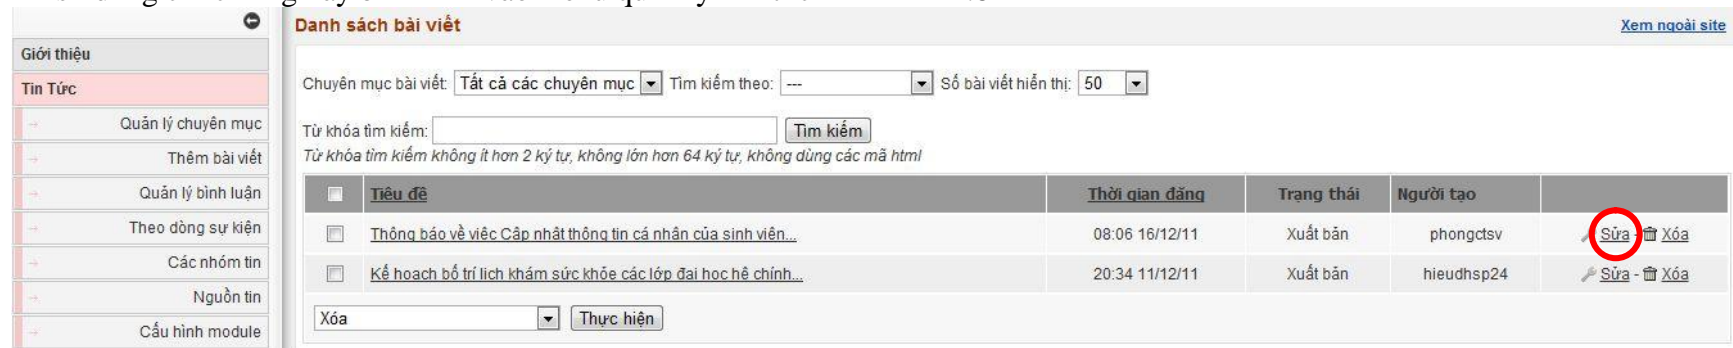 Danh sách bài viết
Xem ngoài site
Giới thiệu
Tin Tức
Quản lý chuyên mục
Thêm bài viết
Quản lý bình luận
Theo dòng sự kiện
Các nhóm tin
Nguồn tin
Cấu hình module
Chuyên mục bài viết: Tất cả các chuyên mục Tìm kiếm theo: --- Số bài viết hiển thị: 50
Từ khóa tìm kiếm: Tìm kiếm
Từ khóa tìm kiếm không ít hơn 2 ký tự, không lớn hơn 64 ký tự, không dùng các mã html
Tiêu đề Thời gian đăng Trạng thái Người tạo
Thông báo về việc Cập nhật thông tin cá nhân của sinh viên... 08:06 16/12/11 Xuất bản phongctsv Sửa - Xóa
Kế hoạch bố trí lịch khám sức khỏe các lớp đại học hệ chính... 20:34 11/12/11 Xuất bản hieudhsp24 Sửa - Xóa
Xóa Thực hiện